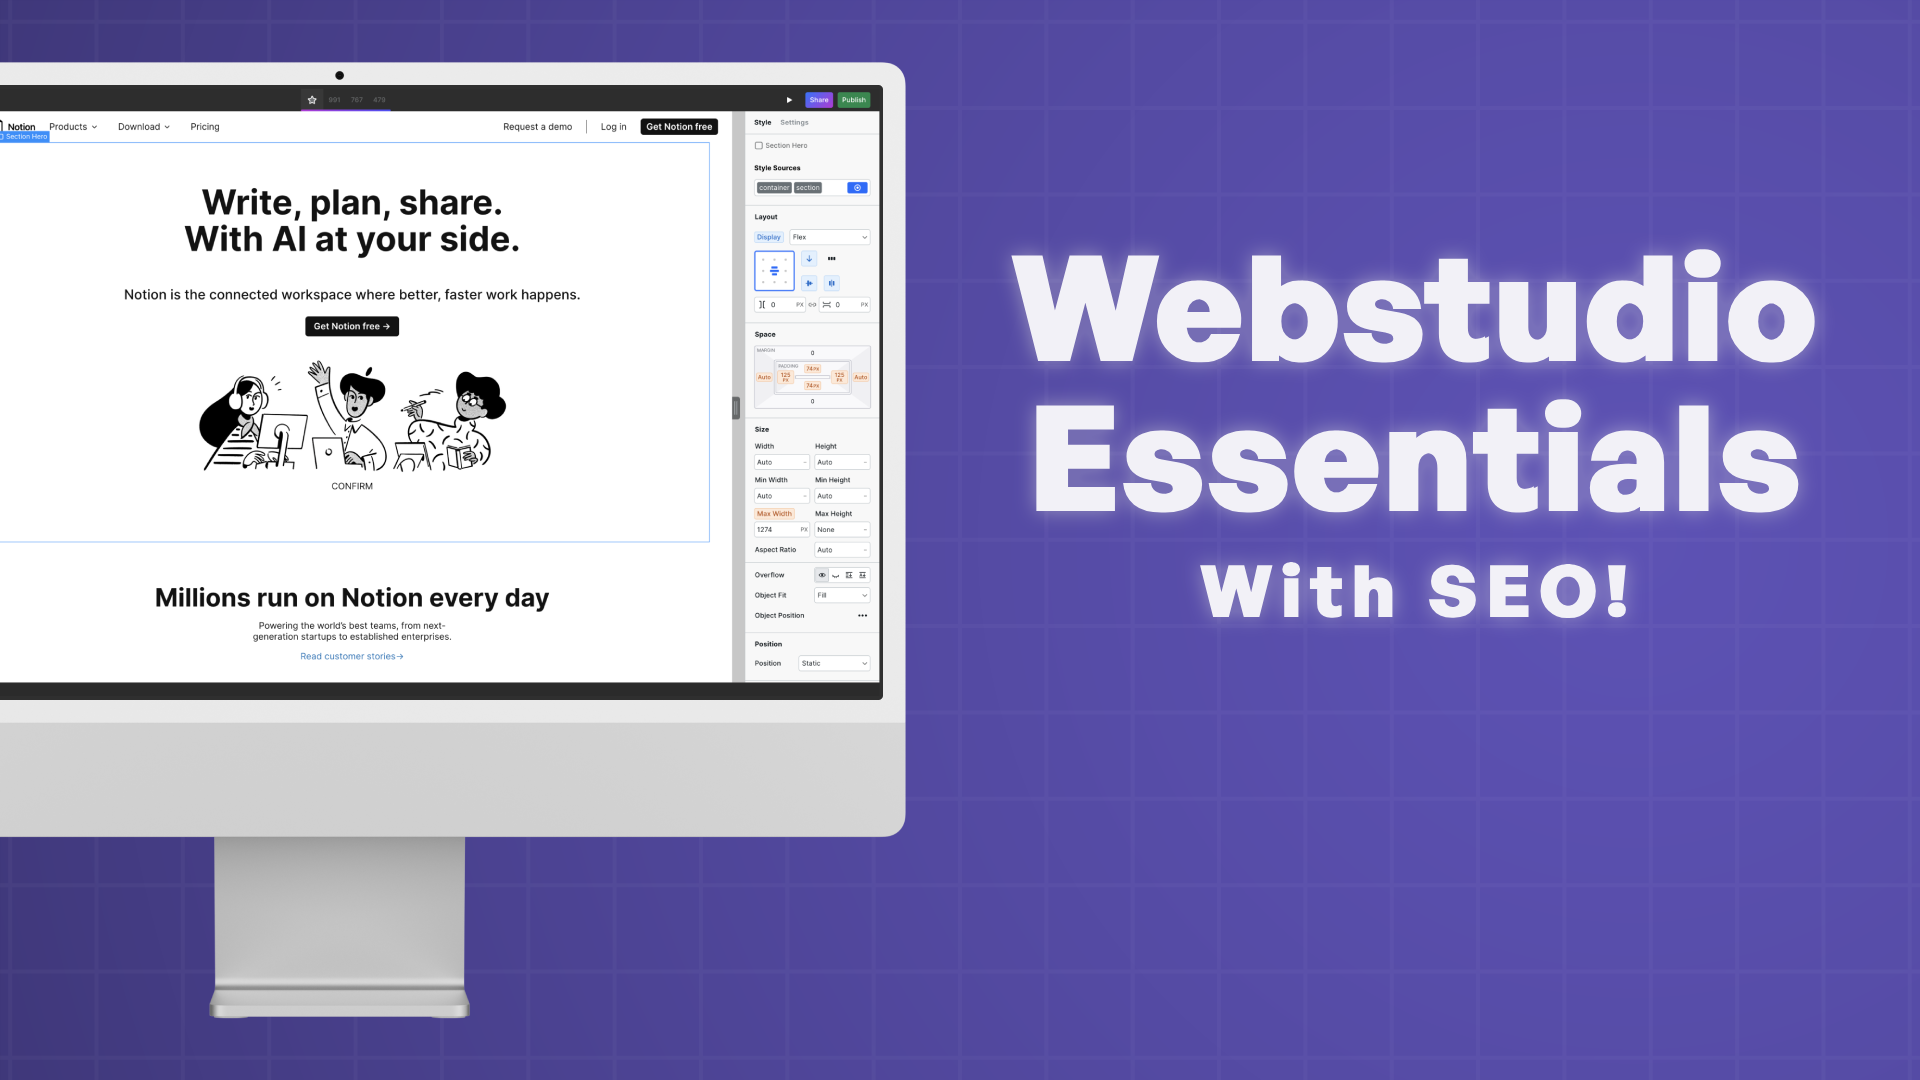 991 767 479
Share Publish
Notion Products Download Pricing Request a demo Log in Get Notion free
Section Hero
Write, plan, share.
With AI at your side.
Notion is the connected workspace where better, faster work happens.
Get Notion free →
CONFIRM
Millions run on Notion every day
Powering the world's best teams, from next-
generation startups to established enterprises.
Read customer stories→
Style Settings
Section Hero
Style Sources
container section
Layout
Display Flex
0 PX 0 PX
Space
MARGIN 0
PADDING 74PX
Auto 125 PX 125 PX Auto
74PX
0
Size
Width Height
Auto - Auto -
Min Width Min Height
Auto - Auto -
Max Width Max Height
1274 PX None -
Aspect Ratio Auto -
Overflow
Object Fit Fill
Object Position
Position
Position Static
Webstudio
Essentials
With SEO!